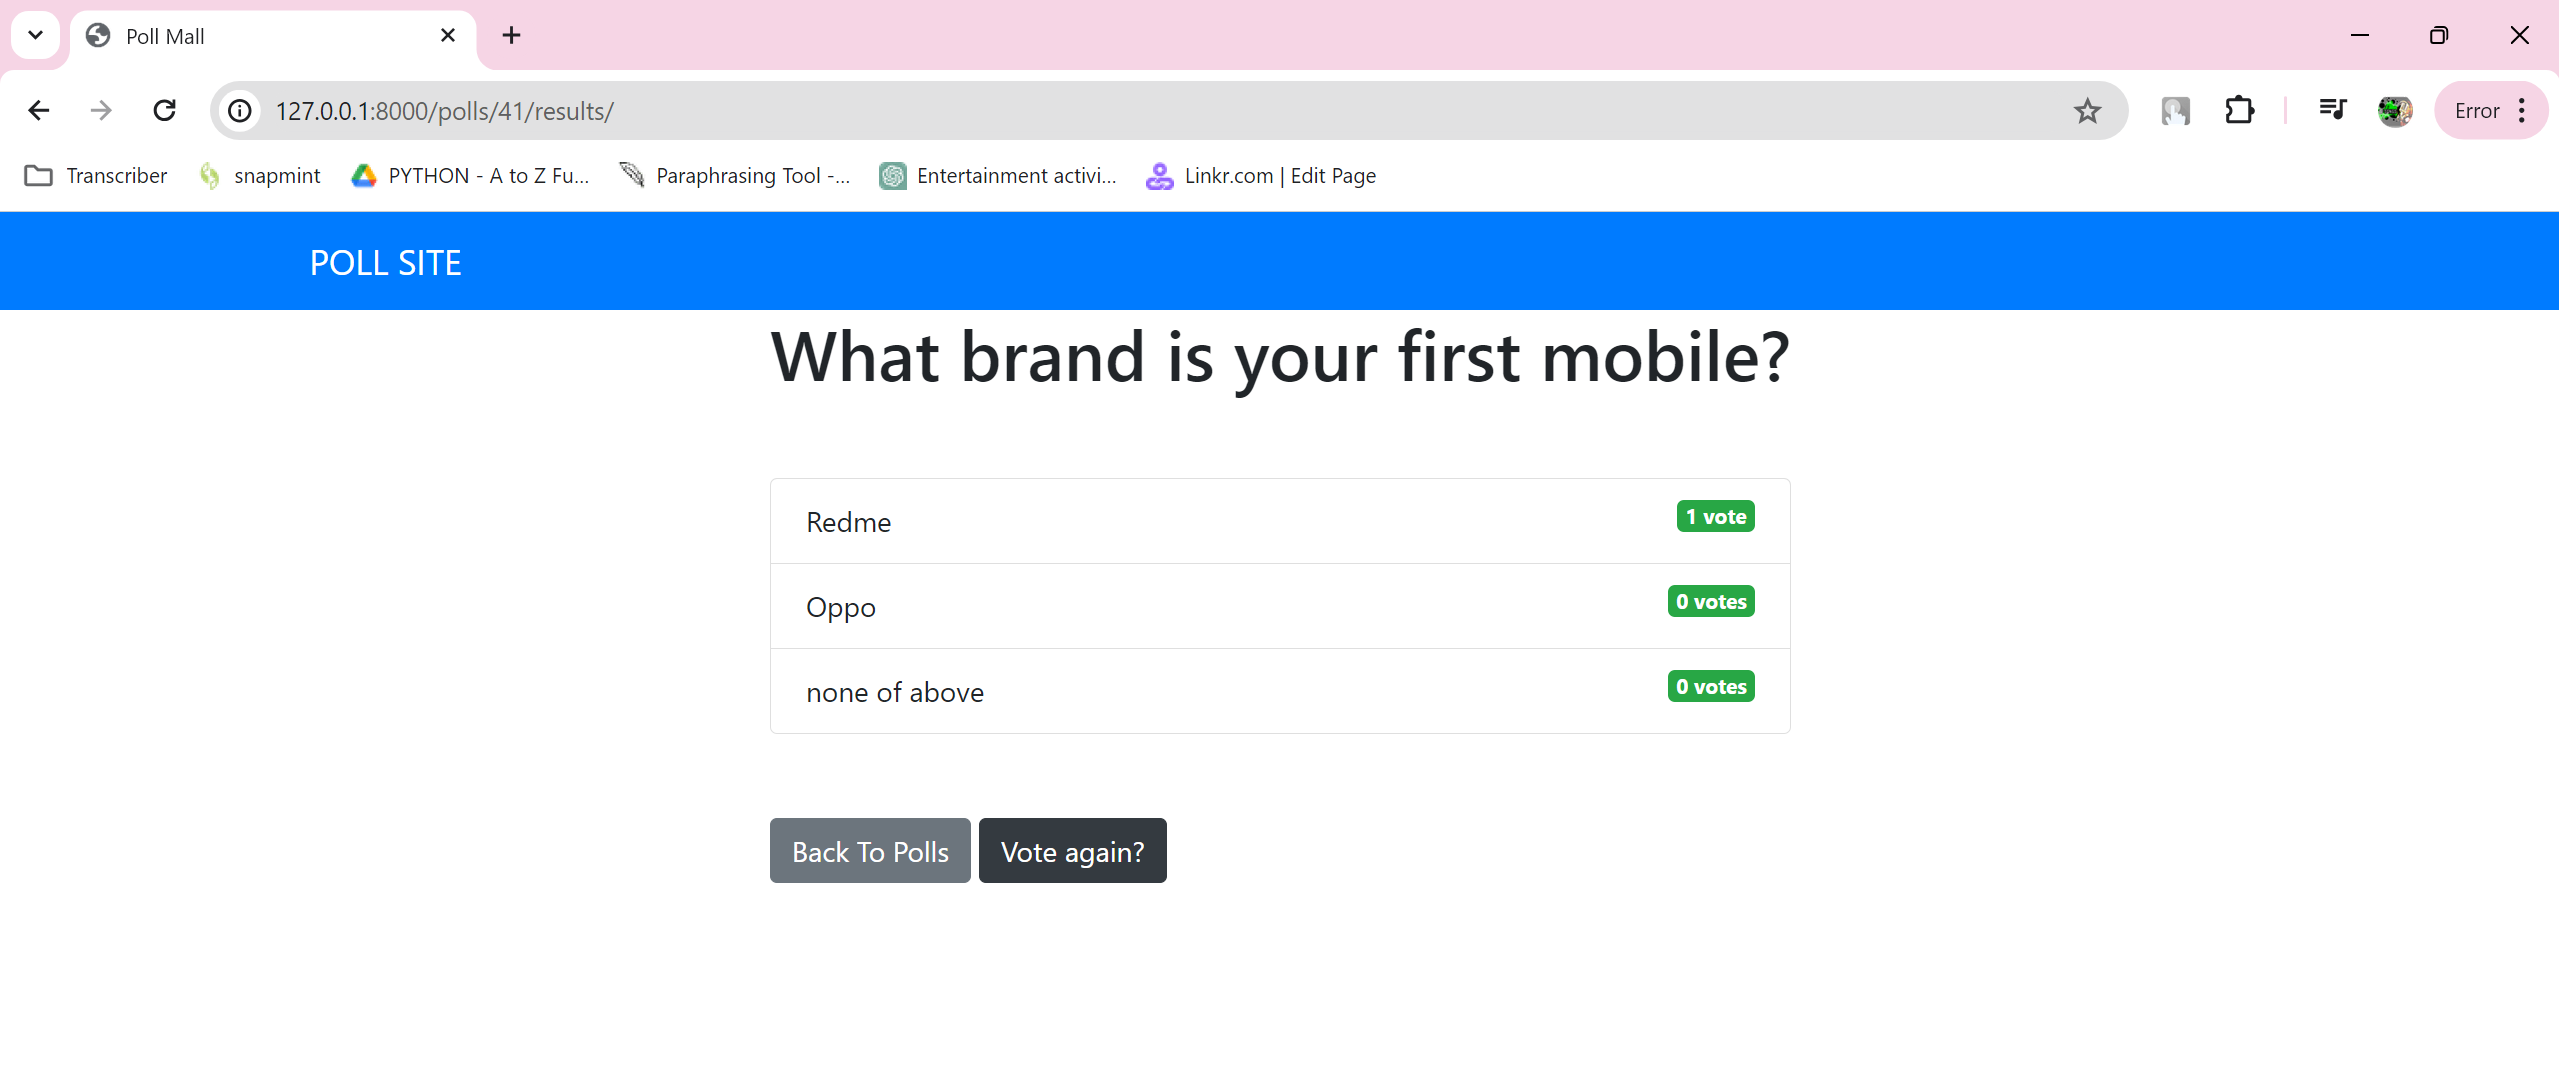 Poll Mall
127.0.0.1:8000/polls/41/results/
Error
Transcriber snapmint PYTHON - A to Z Fu... Paraphrasing Tool -... Entertainment activi... Linkr.com | Edit Page
POLL SITE
What brand is your first mobile?
Redme 1 vote
Oppo 0 votes
none of above 0 votes
Back To Polls Vote again?